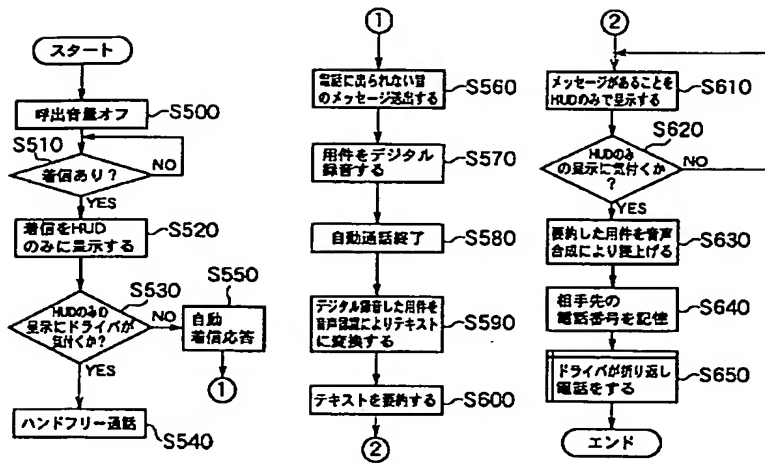 スタート
呼出音量オフ
S500
S510
着信あり?
NO
YES
着信をHUD
のみに呈示する
S520
S530
HUDのみの
呈示にドライバが
気付くか?
NO
YES
S550
自動
着信応答
①
ハンドフリー通話
S540
①
電話に出られない旨
のメッセージ送出する
S560
用件をデジタル
録音する
S570
自動通話終了
S580
デジタル録音した用件を
音声認識によりテキスト
に変換する
S590
テキストを要約する
S600
②
②
メッセージがあることを
HUDのみで呈示する
S610
S620
HUDのみ
の呈示に気付くか
?
NO
YES
要約した用件を音声
合成により読上げる
S630
相手先の
電話番号を記憶
S640
ドライバが折り返し
電話をする
S650
エンド